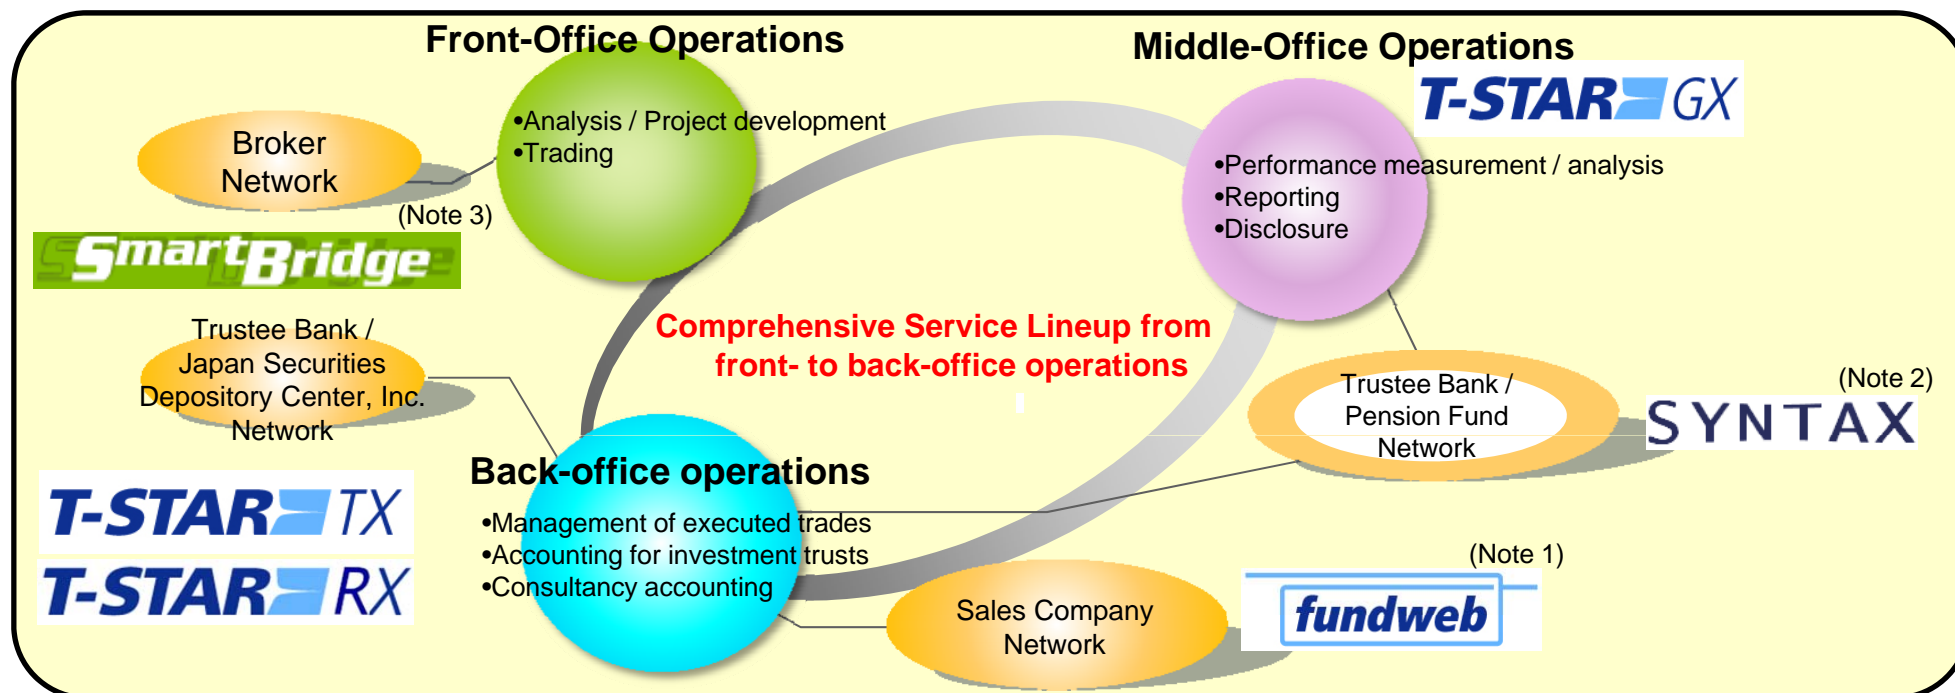 Front-Office Operations
Middle-Office Operations
T-STAR GX
•Analysis / Project development
•Trading
Broker
Network
(Note 3)
SmartBridge
•Performance measurement / analysis
•Reporting
•Disclosure
Comprehensive Service Lineup from
front- to back-office operations
Trustee Bank /
Japan Securities
Depository Center, Inc.
Network
Trustee Bank /
Pension Fund
Network
(Note 2)
SYNTAX
Back-office operations
•Management of executed trades
•Accounting for investment trusts
•Consultancy accounting
T-STAR TX
T-STAR RX
Sales Company
Network
(Note 1)
fundweb